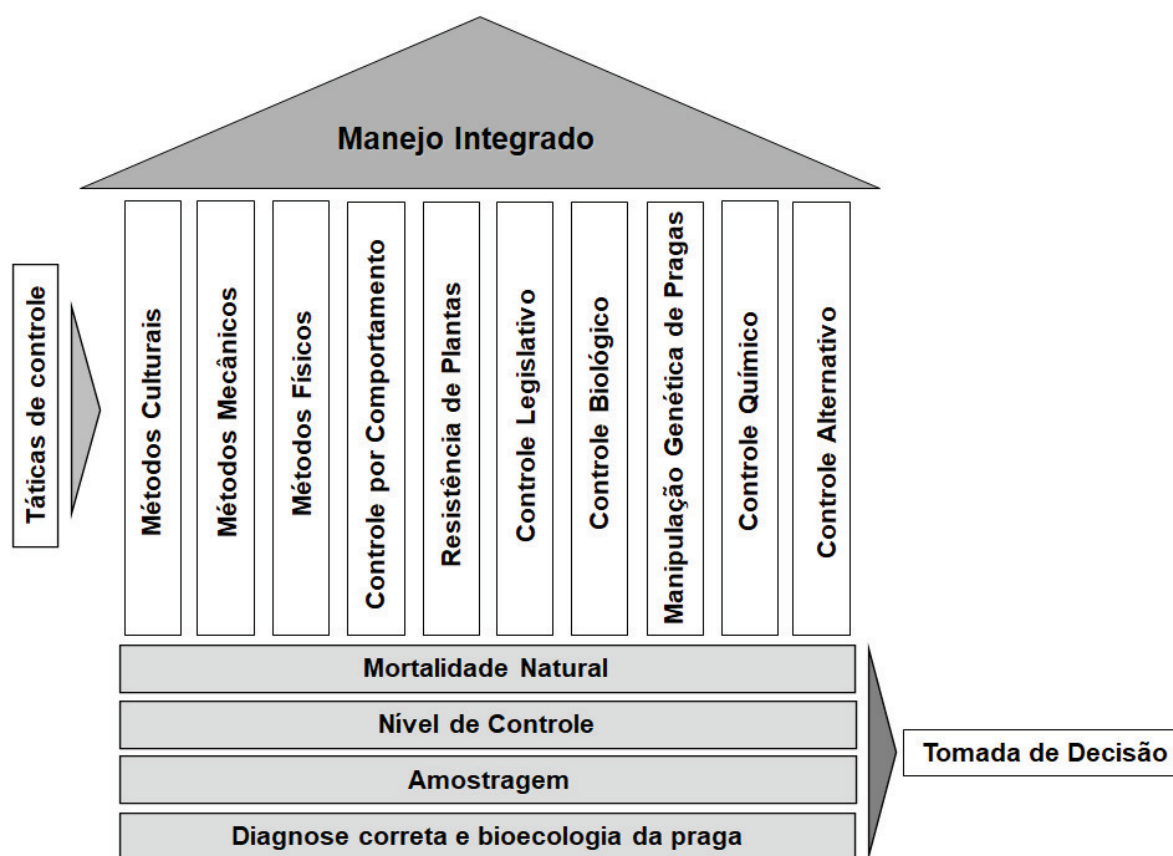 Manejo Integrado
Táticas de controle
Métodos Culturais
Métodos Mecânicos
Métodos Físicos
Controle por Comportamento
Resistência de Plantas
Controle Legislativo
Controle Biológico
Manipulação Genética de Pragas
Controle Químico
Controle Alternativo
Mortalidade Natural
Nível de Controle
Amostragem
Diagnose correta e bioecologia da praga
Tomada de Decisão